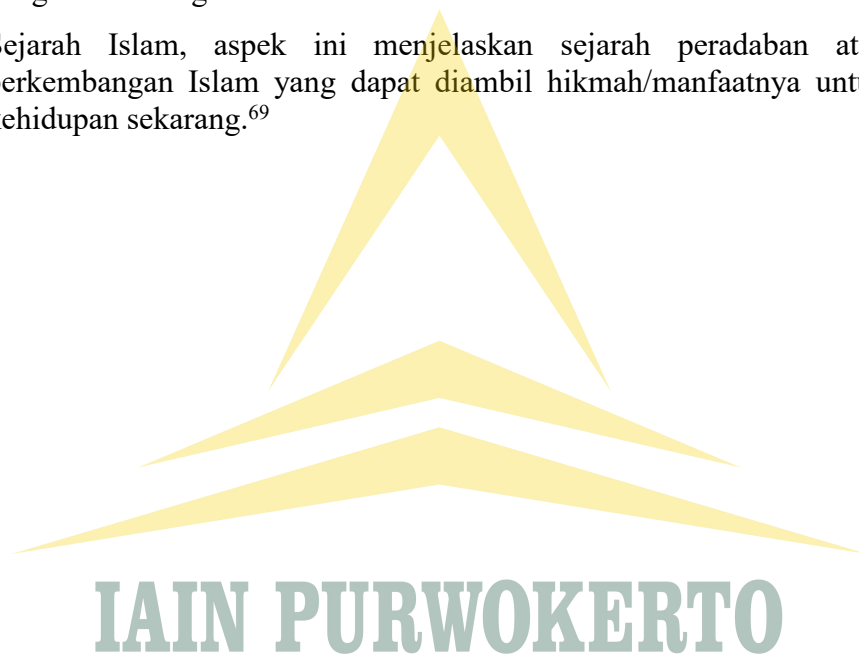 Sejarah Islam, aspek ini menjelaskan sejarah peradaban at
perkembangan Islam yang dapat diambil hikmah/manfaatnya unt
kehidupan sekarang.⁶⁹
IAIN PURWOKERTO